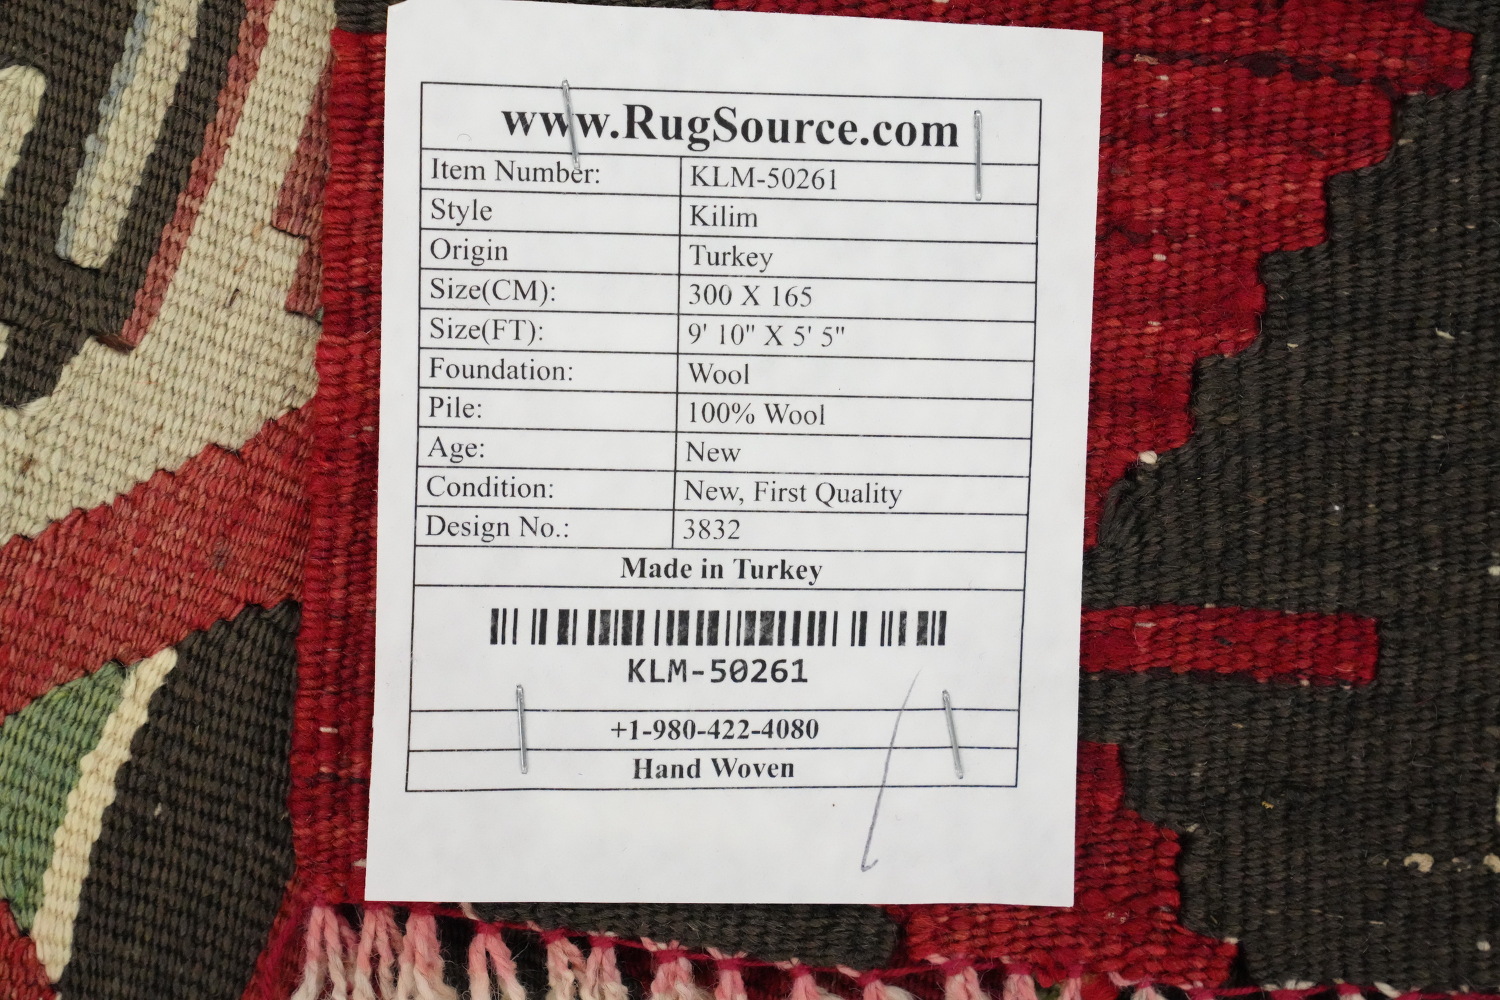 www.RugSource.com
Item Number: KLM-50261
Style Kilim
Origin Turkey
Size(CM): 300 X 165
Size(FT): 9' 10" X 5' 5"
Foundation: Wool
Pile: 100% Wool
Age: New
Condition: New, First Quality
Design No.: 3832
Made in Turkey
KLM-50261
+1-980-422-4080
Hand Woven